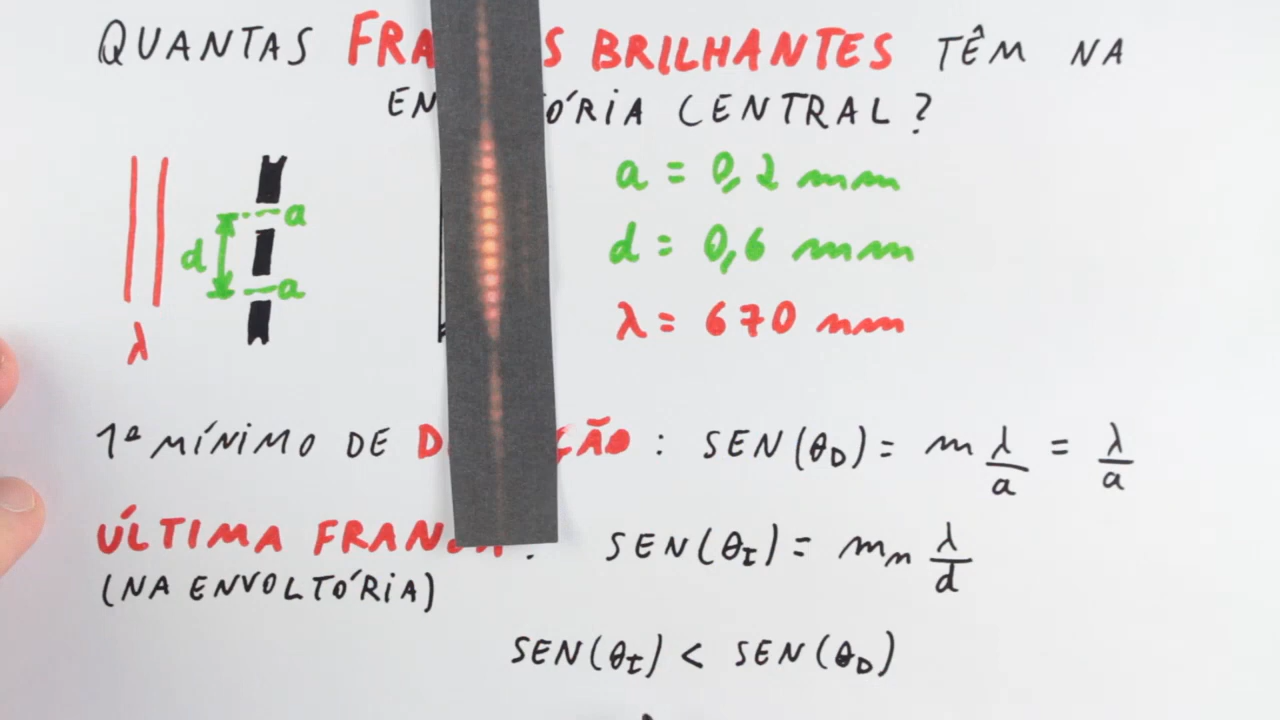 QUANTAS FRA S BRILHANTES TÊM NA
EN ÓRIA CENTRAL?
a = 0,2 mm
a
d
d = 0,6 mm
a
λ
λ = 670 nm
1º MÍNIMO DE D ÇÃO : SEN(θD) = m λ/a = λ/a
ÚLTIMA FRAN : SEN(θI) = mm λ/d
(NA ENVOLTÓRIA)
SEN(θI) < SEN(θD)